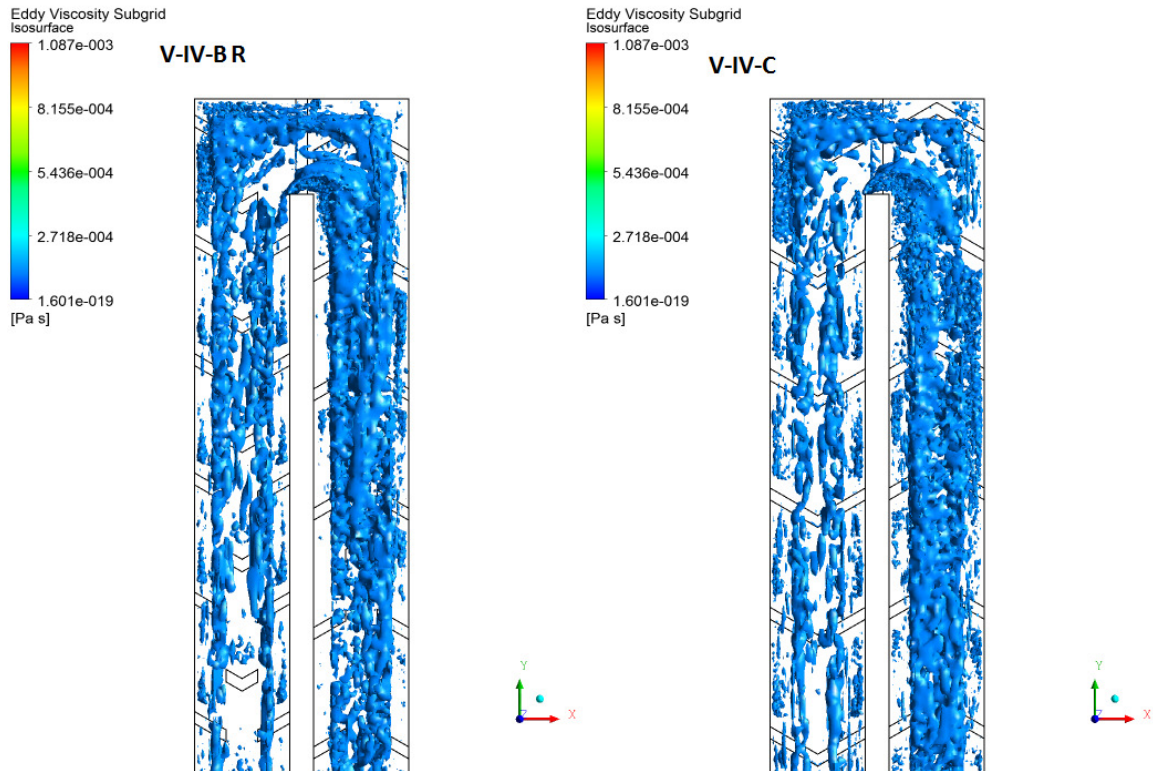 Eddy Viscosity Subgrid
Isosurface
1.087e-003
8.155e-004
5.436e-004
2.718e-004
1.601e-019
[Pa s]
V-IV-B R
Y
Z
X
Eddy Viscosity Subgrid
Isosurface
1.087e-003
8.155e-004
5.436e-004
2.718e-004
1.601e-019
[Pa s]
V-IV-C
Y
Z
X